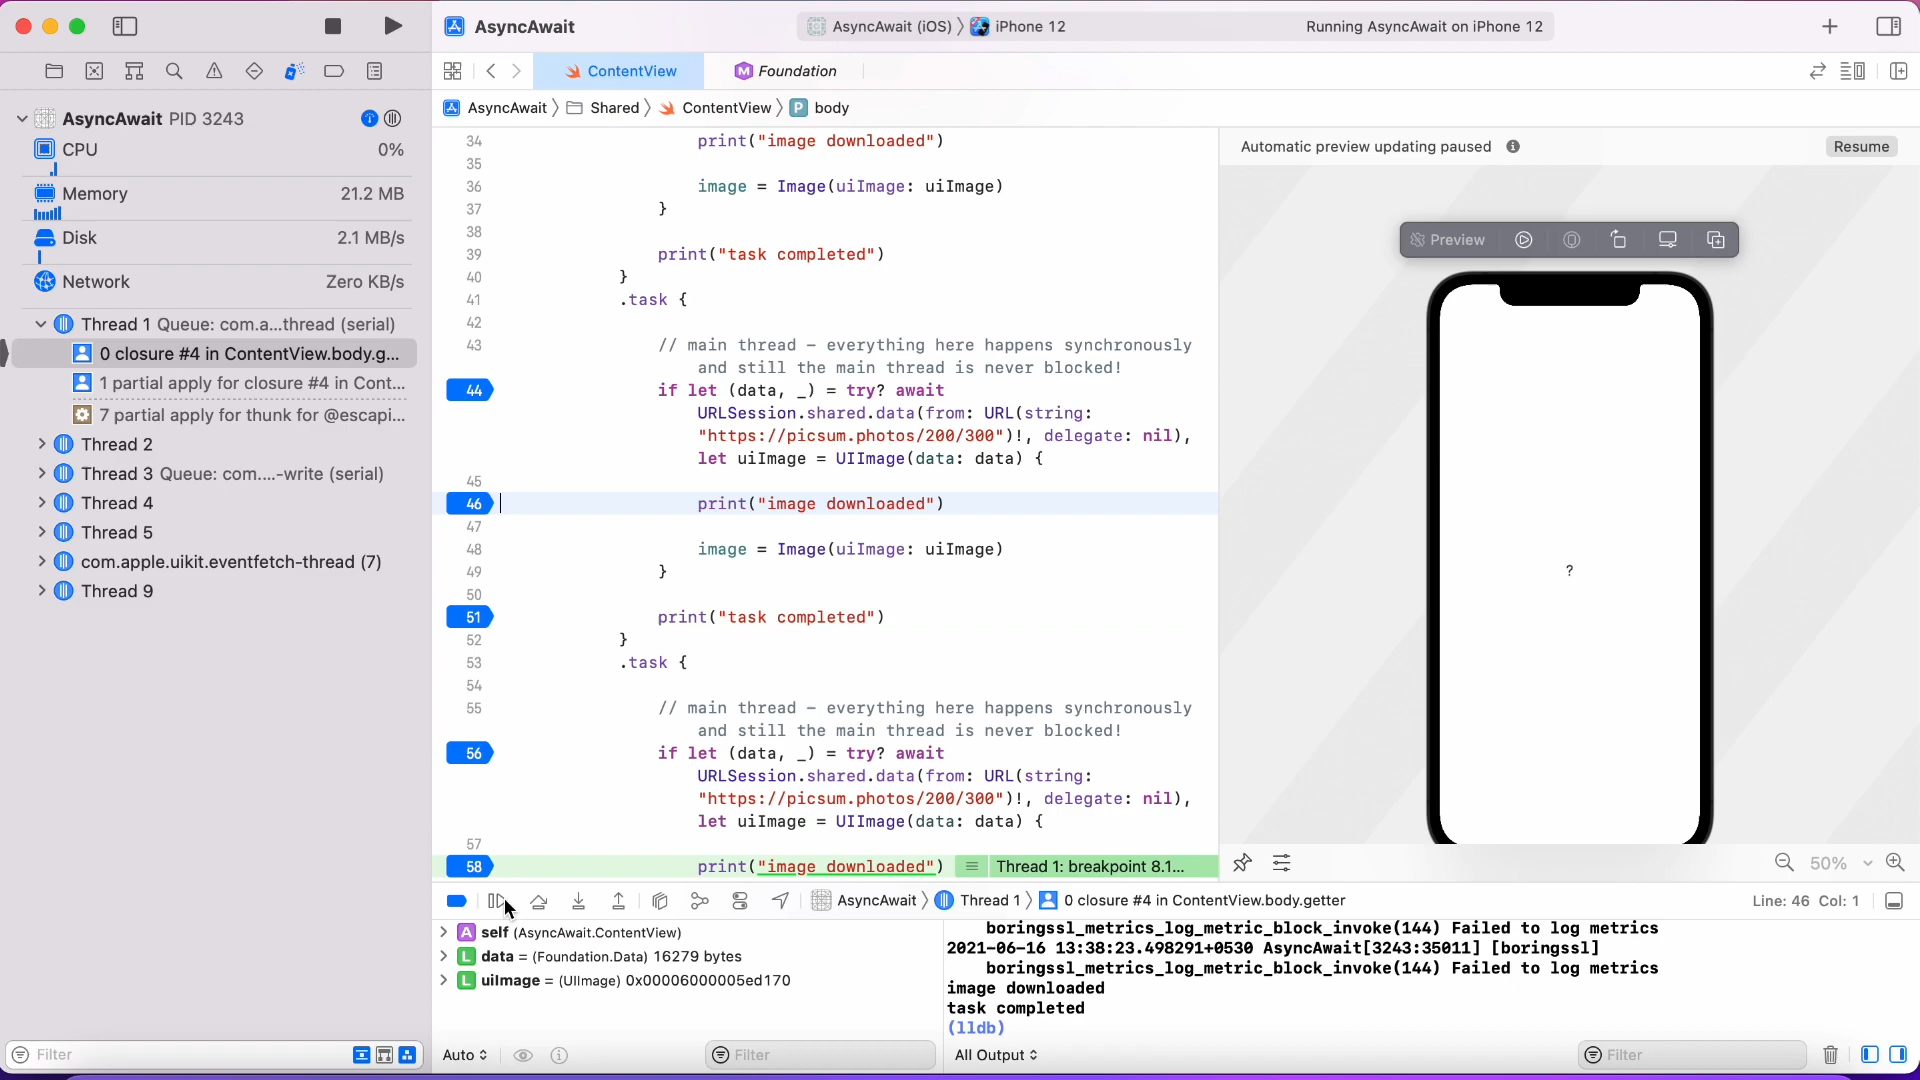 AsyncAwait
AsyncAwait (iOS) 〉 iPhone 12
Running AsyncAwait on iPhone 12
ContentView
Foundation
AsyncAwait 〉 Shared 〉 ContentView 〉 P body
AsyncAwait PID 3243
CPU 0%
Memory 21.2 MB
Disk 2.1 MB/s
Network Zero KB/s
Thread 1 Queue: com.a...thread (serial)
0 closure #4 in ContentView.body.g...
1 partial apply for closure #4 in Cont...
7 partial apply for thunk for @escapi...
Thread 2
Thread 3 Queue: com....-write (serial)
Thread 4
Thread 5
com.apple.uikit.eventfetch-thread (7)
Thread 9
Filter
34 print("image downloaded")
35
36 image = Image(uiImage: uiImage)
37 }
38
39 print("task completed")
40 }
41 .task {
42
43 // main thread – everything here happens synchronously
and still the main thread is never blocked!
44 if let (data, _) = try? await
URLSession.shared.data(from: URL(string:
"https://picsum.photos/200/300")!, delegate: nil),
let uiImage = UIImage(data: data) {
45
46 print("image downloaded")
47
48 image = Image(uiImage: uiImage)
49 }
50
51 print("task completed")
52 }
53 .task {
54
55 // main thread – everything here happens synchronously
and still the main thread is never blocked!
56 if let (data, _) = try? await
URLSession.shared.data(from: URL(string:
"https://picsum.photos/200/300")!, delegate: nil),
let uiImage = UIImage(data: data) {
57
58 print("image downloaded") Thread 1: breakpoint 8.1...
Automatic preview updating paused
Resume
Preview
?
50%
AsyncAwait 〉 Thread 1 〉 0 closure #4 in ContentView.body.getter
Line: 46 Col: 1
A self (AsyncAwait.ContentView)
L data = (Foundation.Data) 16279 bytes
L uiImage = (UIImage) 0x00006000005ed170
Auto
Filter
boringssl_metrics_log_metric_block_invoke(144) Failed to log metrics
2021-06-16 13:38:23.498291+0530 AsyncAwait[3243:35011] [boringssl]
boringssl_metrics_log_metric_block_invoke(144) Failed to log metrics
image downloaded
task completed
(lldb)
All Output
Filter